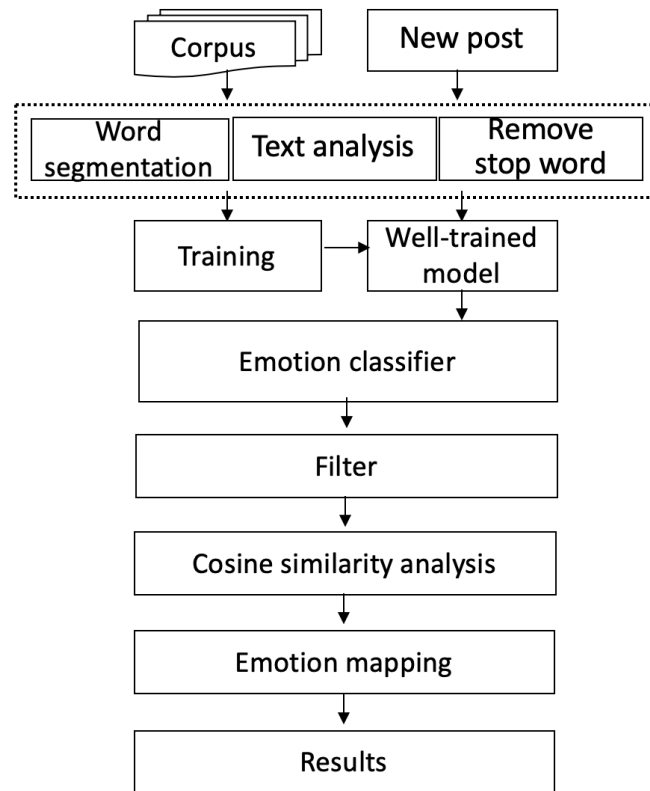 Corpus
New post
Word
segmentation
Text analysis
Remove
stop word
Training
Well-trained
model
Emotion classifier
Filter
Cosine similarity analysis
Emotion mapping
Results